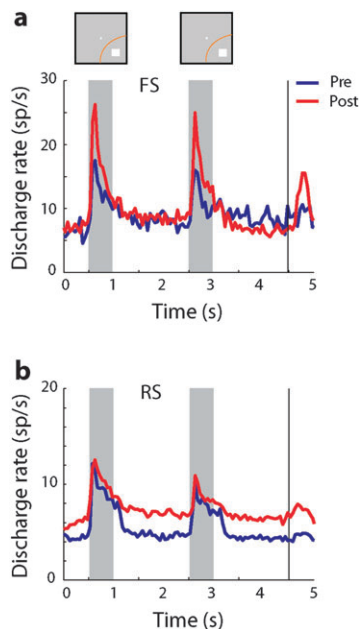 a
FS
Pre
Post
Discharge rate (sp/s)
30
20
10
0
0 1 2 3 4 5
Time (s)
b
RS
Discharge rate (sp/s)
20
10
0
0 1 2 3 4 5
Time (s)